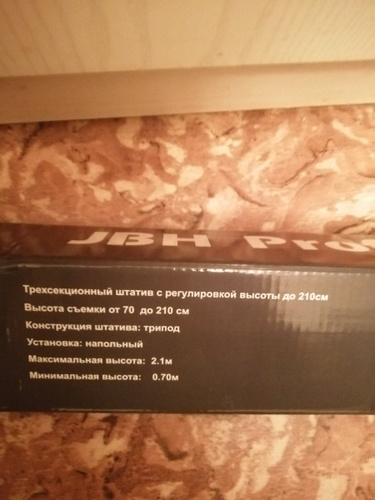 JBH
Трехсекционный штатив с регулировкой высоты до 210см
Высота съемки от 70 до 210 см
Конструкция штатива: трипод
Установка: напольный
Максимальная высота: 2.1м
Минимальная высота: 0.70м